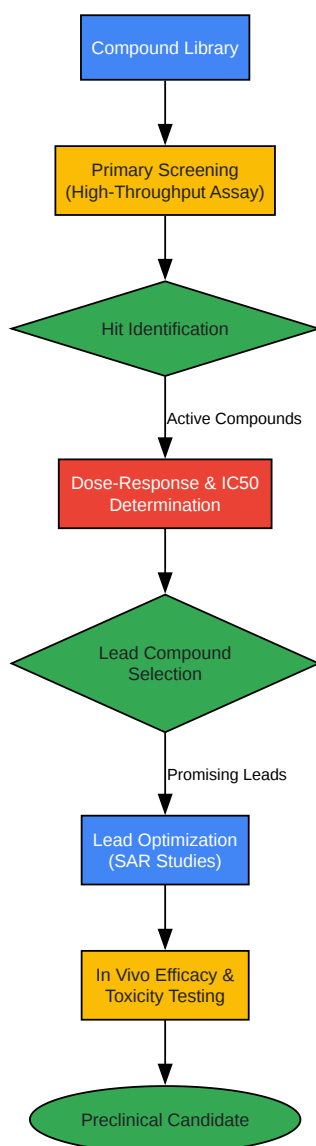 Compound Library
Primary Screening
(High-Throughput Assay)
Hit Identification
Active Compounds
Dose-Response & IC50
Determination
Lead Compound
Selection
Promising Leads
Lead Optimization
(SAR Studies)
In Vivo Efficacy &
Toxicity Testing
Preclinical Candidate